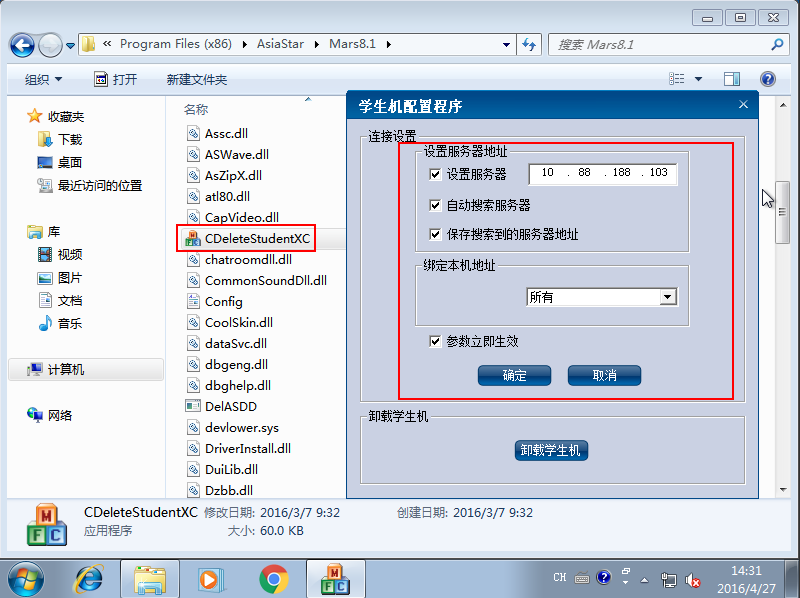 « Program Files (x86) ▸ AsiaStar ▸ Mars8.1 ▸
搜索 Mars8.1
组织 打开 新建文件夹
收藏夹
下载
桌面
最近访问的位置
库
视频
图片
文档
音乐
计算机
网络
名称
Assc.dll
ASWave.dll
AsZipX.dll
atl80.dll
CapVideo.dll
CDeleteStudentXC
chatroomdll.dll
CommonSoundDll.dll
Config
CoolSkin.dll
dataSvc.dll
dbgeng.dll
dbghelp.dll
DelASDD
devlower.sys
DriverInstall.dll
DuiLib.dll
Dzbb.dll
学生机配置程序
连接设置
设置服务器地址
设置服务器 10 . 88 . 188 . 103
自动搜索服务器
保存搜索到的服务器地址
绑定本机地址
所有
参数立即生效
确定 取消
卸载学生机
卸载学生机
CDeleteStudentXC 修改日期: 2016/3/7 9:32 创建日期: 2016/3/7 9:32
应用程序 大小: 60.0 KB
M
F C
M
F C
CH
14:31
2016/4/27